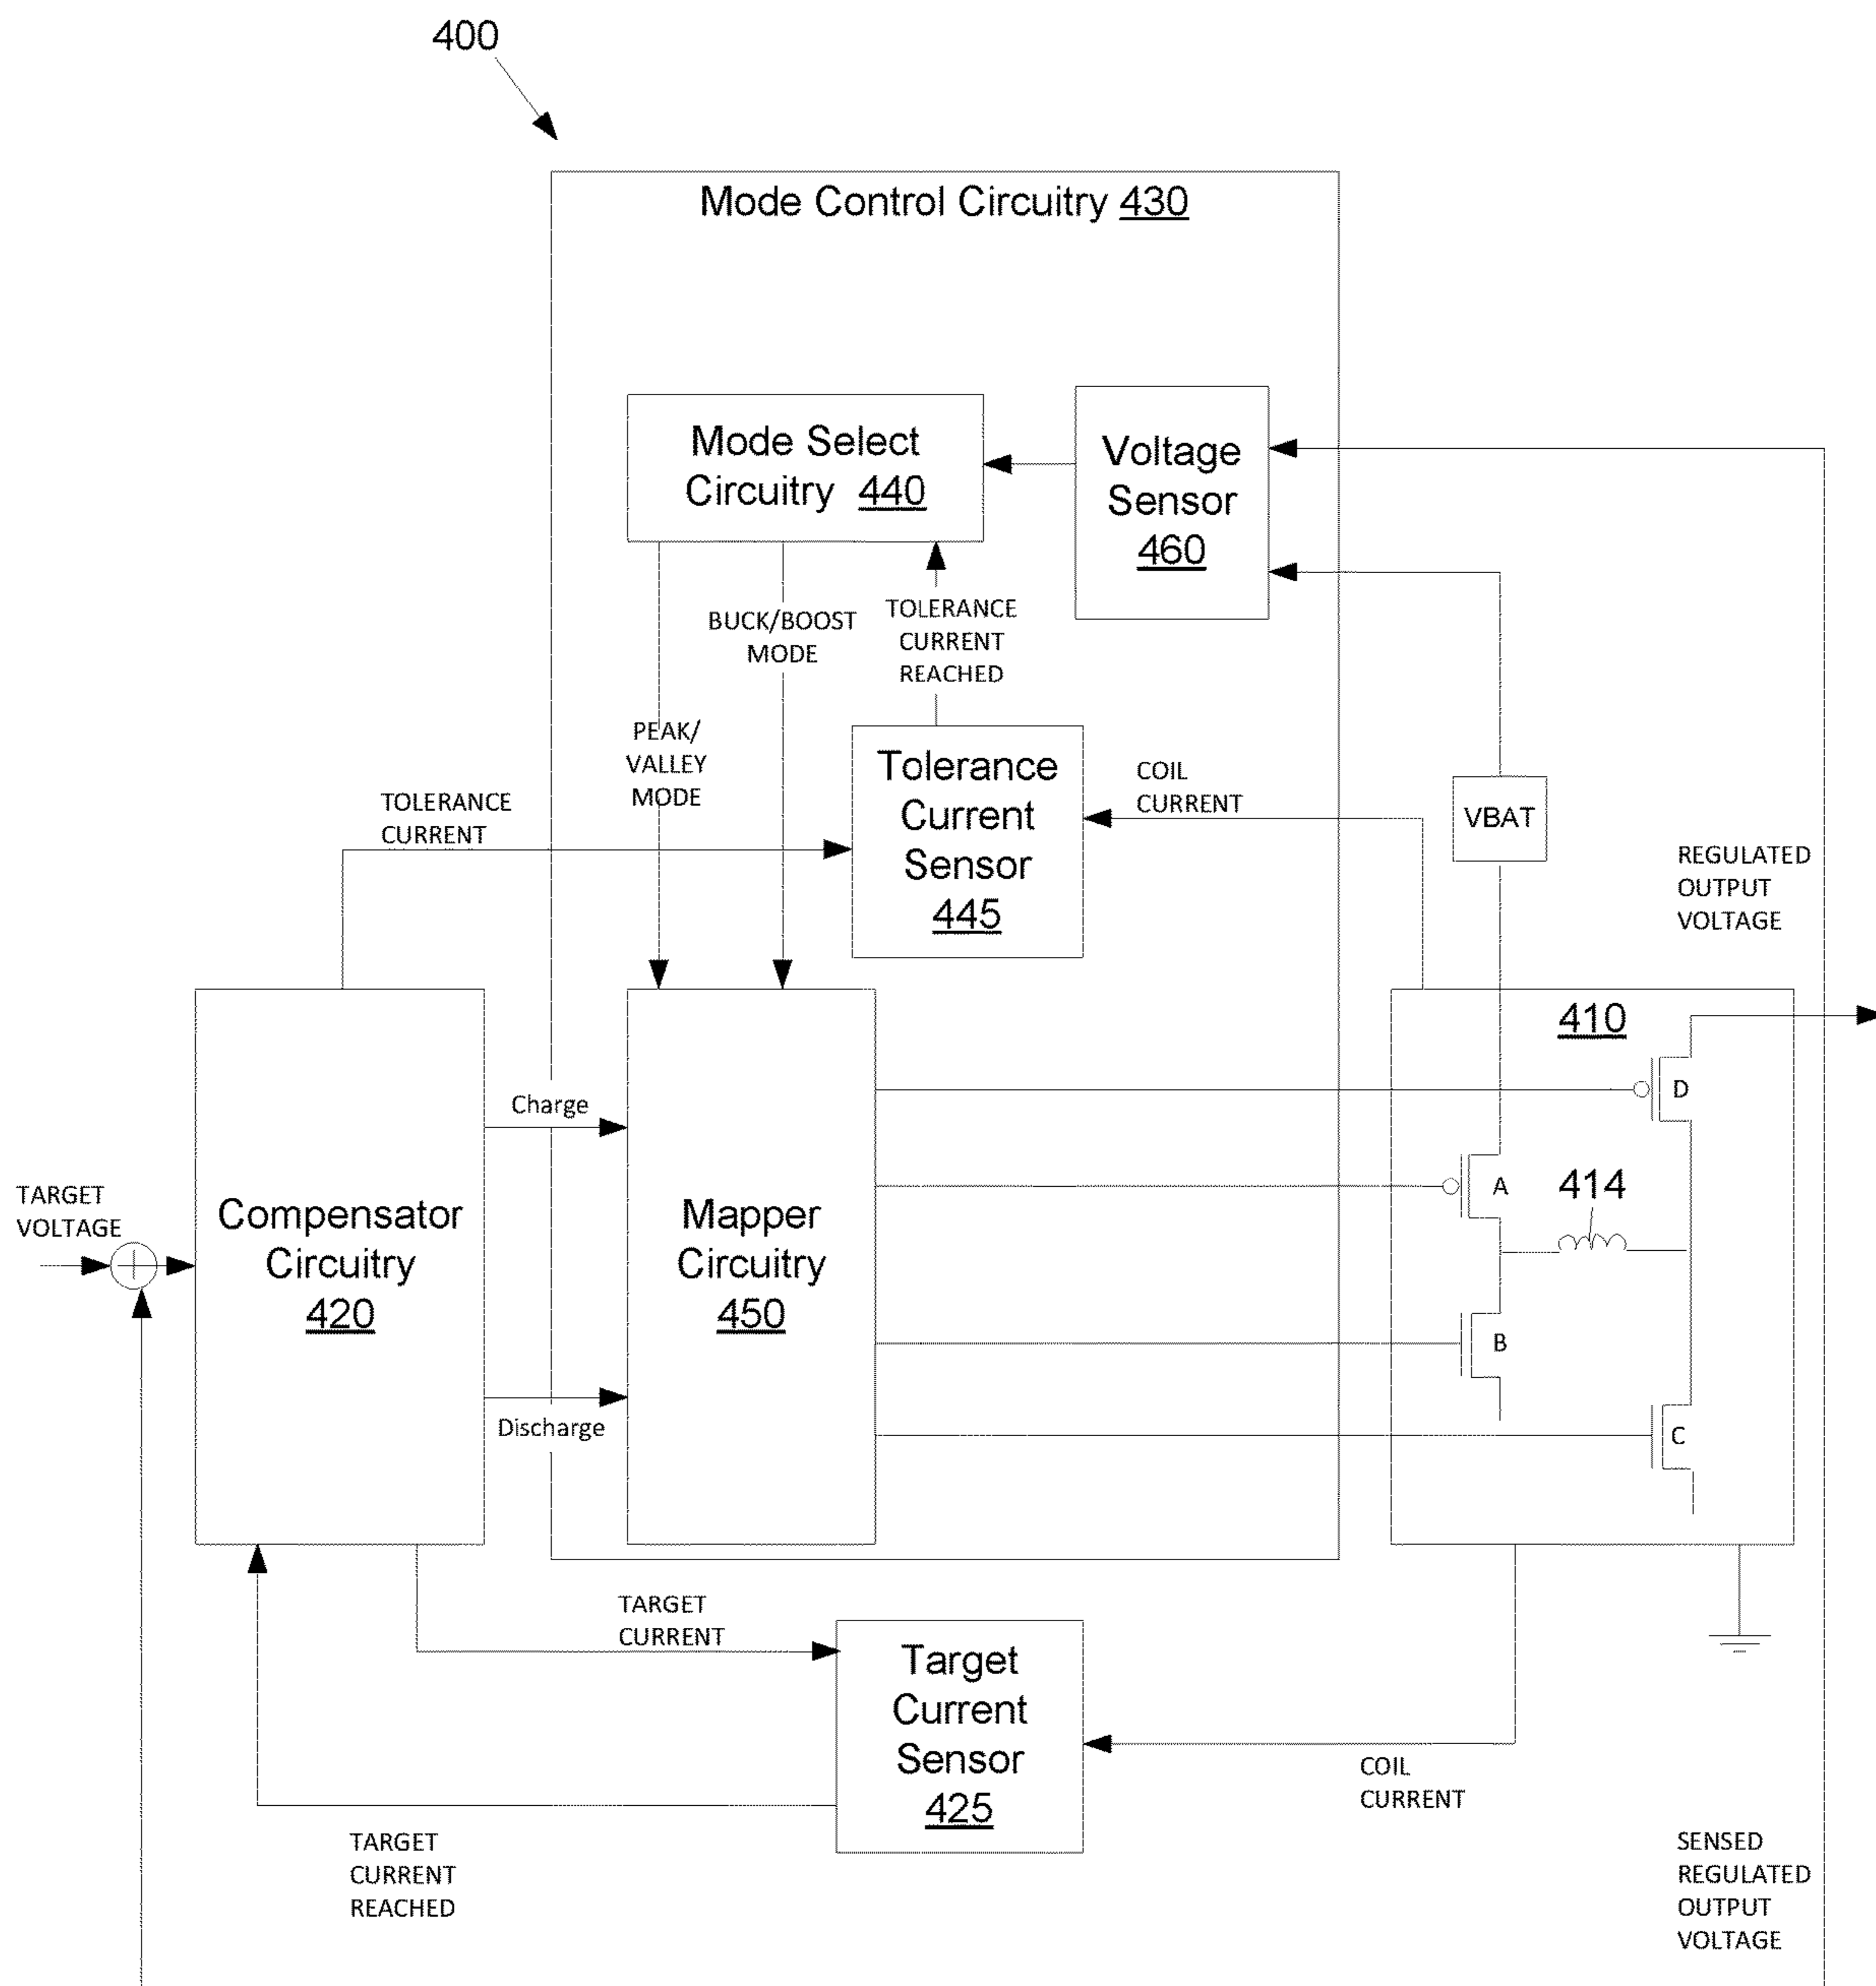 400
Mode Control Circuitry 430
Mode Select
Circuitry 440
Voltage
Sensor
460
BUCK/BOOST
MODE
TOLERANCE
CURRENT
REACHED
PEAK/
VALLEY
MODE
TOLERANCE
CURRENT
Tolerance
Current
Sensor
445
COIL
CURRENT
VBAT
REGULATED
OUTPUT
VOLTAGE
410
D
A
414
B
C
Charge
Discharge
TARGET
VOLTAGE
Compensator
Circuitry
420
Mapper
Circuitry
450
TARGET
CURRENT
Target
Current
Sensor
425
COIL
CURRENT
TARGET
CURRENT
REACHED
SENSED
REGULATED
OUTPUT
VOLTAGE